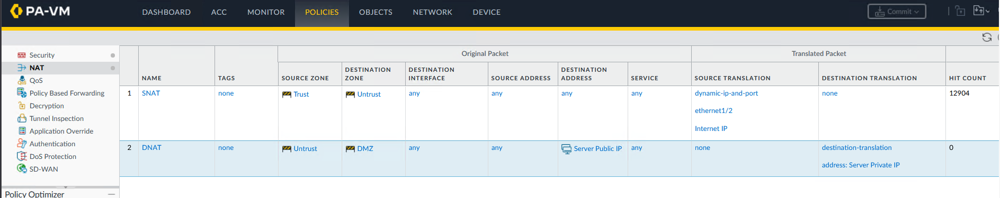 PA-VM
DASHBOARD ACC MONITOR POLICIES OBJECTS NETWORK DEVICE
Commit
Security
NAT
QoS
Policy Based Forwarding
Decryption
Tunnel Inspection
Application Override
Authentication
DoS Protection
SD-WAN
Policy Optimizer
Original Packet Translated Packet
NAME TAGS SOURCE ZONE DESTINATION ZONE DESTINATION INTERFACE SOURCE ADDRESS DESTINATION ADDRESS SERVICE SOURCE TRANSLATION DESTINATION TRANSLATION HIT COUNT
1 SNAT none Trust Untrust any any any any dynamic-ip-and-port none 12904
ethernet1/2
Internet IP
2 DNAT none Untrust DMZ any any Server Public IP any none destination-translation 0
address: Server Private IP